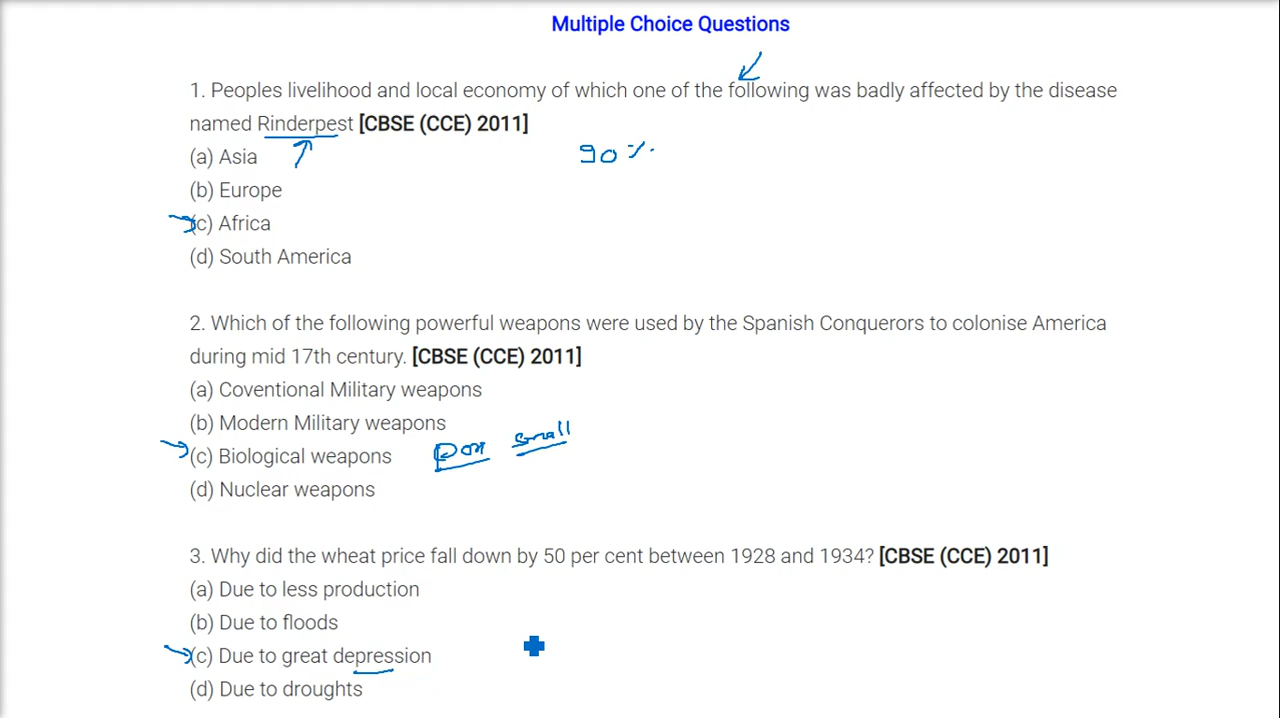 Multiple Choice Questions
1. Peoples livelihood and local economy of which one of the following was badly affected by the disease
named Rinderpest [CBSE (CCE) 2011]
(a) Asia
90%
(b) Europe
(c) Africa
(d) South America
2. Which of the following powerful weapons were used by the Spanish Conquerors to colonise America
during mid 17th century. [CBSE (CCE) 2011]
(a) Coventional Military weapons
(b) Modern Military weapons
(c) Biological weapons pox small
(d) Nuclear weapons
3. Why did the wheat price fall down by 50 per cent between 1928 and 1934? [CBSE (CCE) 2011]
(a) Due to less production
(b) Due to floods
(c) Due to great depression
(d) Due to droughts